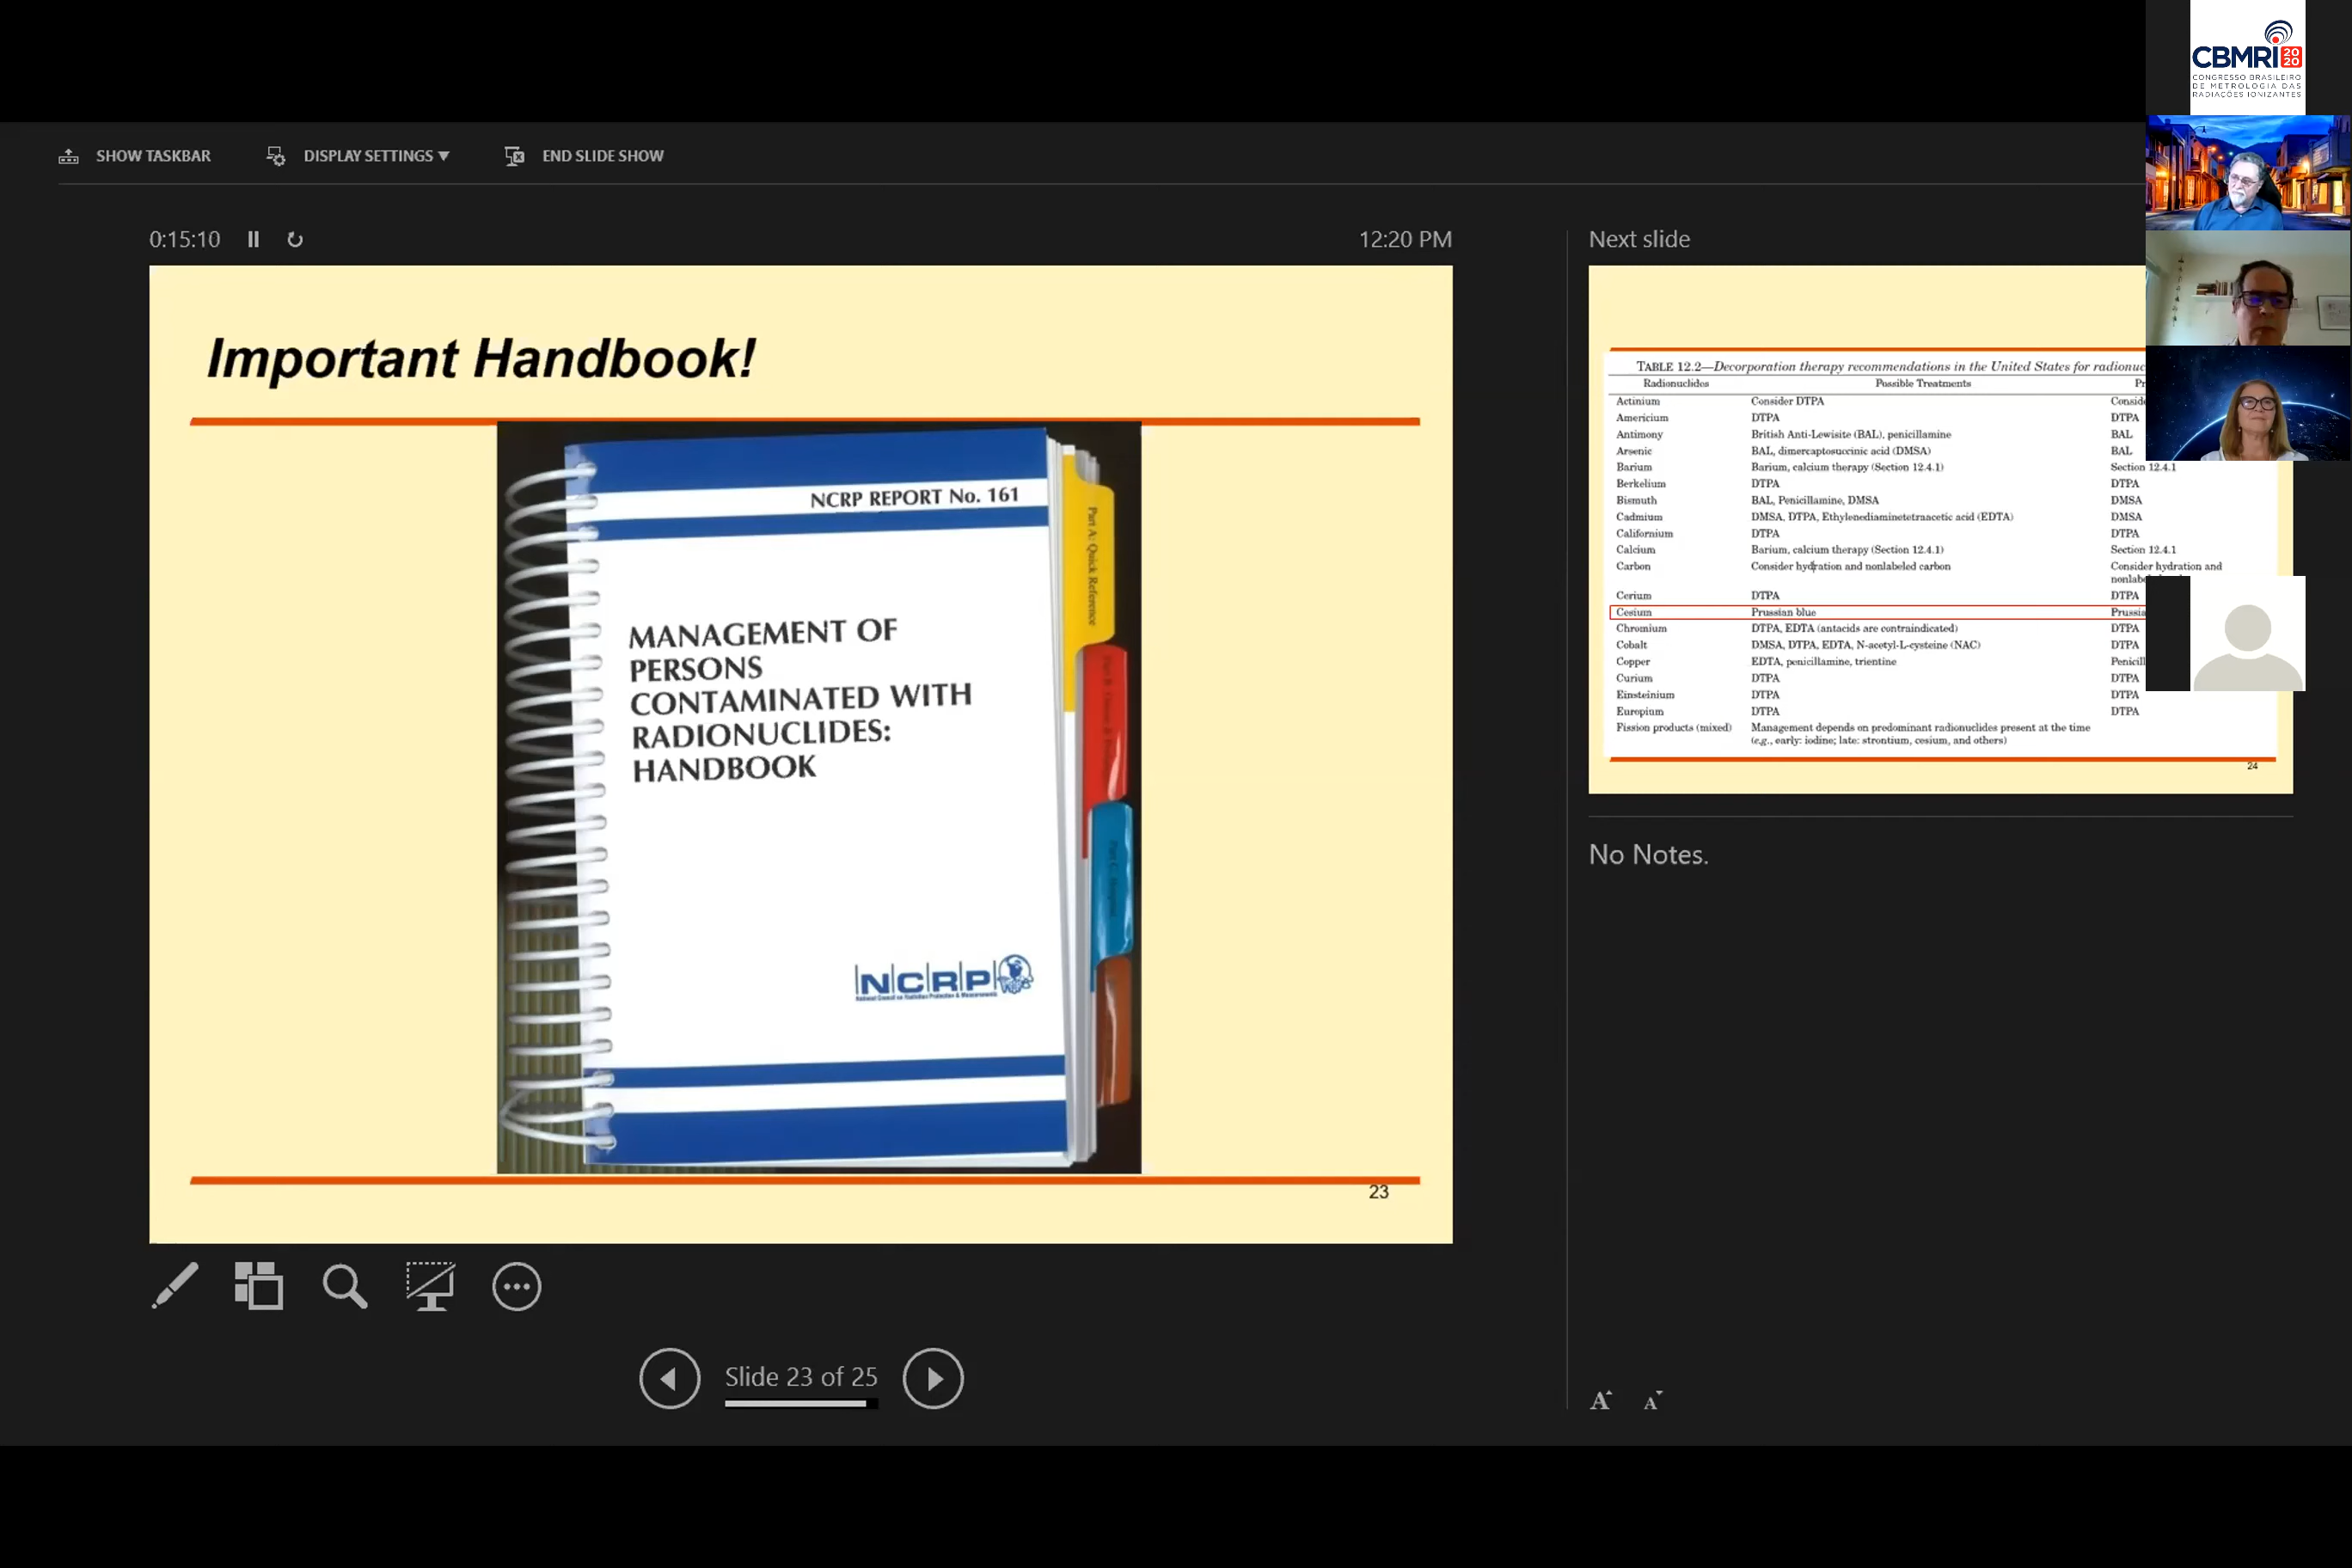 CBMRI 20 20
CONGRESSO BRASILEIRO
DE METROLOGIA DAS
RADIAÇÕES IONIZANTES
SHOW TASKBAR
DISPLAY SETTINGS
END SLIDE SHOW
0:15:10
12:20 PM
Important Handbook!
NCRP REPORT No. 161
Part A: Quick Reference
MANAGEMENT OF
PERSONS
CONTAMINATED WITH
RADIONUCLIDES:
HANDBOOK
NCRP
National Council on Radiation Protection & Measurements
23
Slide 23 of 25
Next slide
TABLE 12.2—Decorporation therapy recommendations in the United States for
Radionuclides Possible Treatments
Actinium Consider DTPA
Americium DTPA DTPA
Antimony British Anti-Lewisite (BAL), penicillamine BAL
Arsenic BAL, dimercaptosuccinic acid (DMSA) BAL
Barium Barium, calcium therapy (Section 12.4.1) Section 12.4.1
Berkelium DTPA DTPA
Bismuth BAL, Penicillamine, DMSA DMSA
Cadmium DMSA, DTPA, Ethylenediaminetetraacetic acid (EDTA) DMSA
Californium DTPA DTPA
Calcium Barium, calcium therapy (Section 12.4.1) Section 12.4.1
Carbon Consider hydration and nonlabeled carbon Consider hydration and
Cerium DTPA DTPA
Cesium Prussian blue
Chromium DTPA, EDTA (antacids are contraindicated) DTPA
Cobalt DMSA, DTPA, EDTA, N-acetyl-L-cysteine (NAC) DTPA
Copper EDTA, penicillamine, trientine
Curium DTPA DTPA
Einsteinium DTPA DTPA
Europium DTPA DTPA
Fission products (mixed) Management depends on predominant radionuclides present at the time
(e.g., early: iodine; late: strontium, cesium, and others)
24
No Notes.
A A